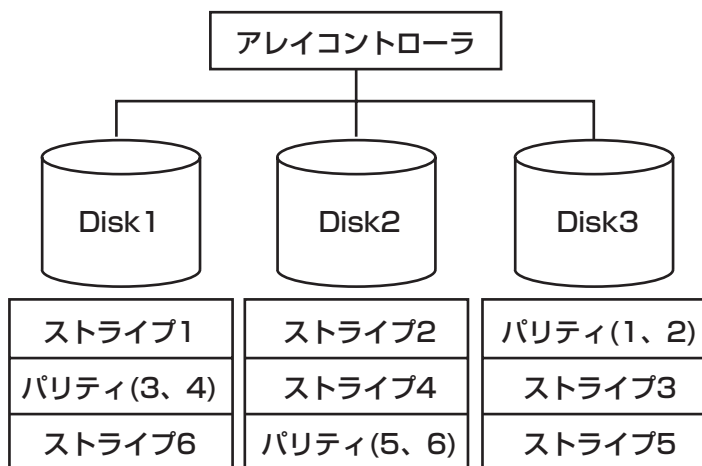 アレイコントローラ
Disk1
Disk2
Disk3
ストライプ1
ストライプ2
パリティ(1、2)
パリティ(3、4)
ストライプ4
ストライプ3
ストライプ6
パリティ(5、6)
ストライプ5